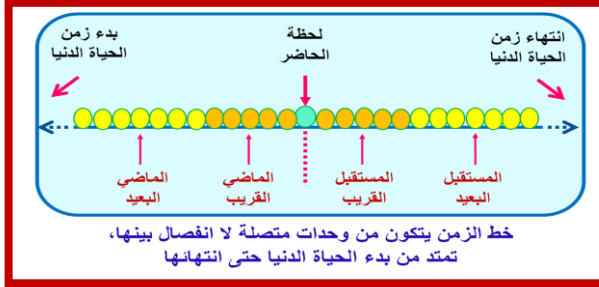 انتهاء زمن
الحياة الدنيا
لحظة
الحاضر
بدء زمن
الحياة الدنيا
المستقبل
البعيد
المستقبل
القريب
الماضي
القريب
الماضي
البعيد
خط الزمن يتكون من وحدات متصلة لا انفصال بينها،
تمتد من بدء الحياة الدنيا حتى انتهائها